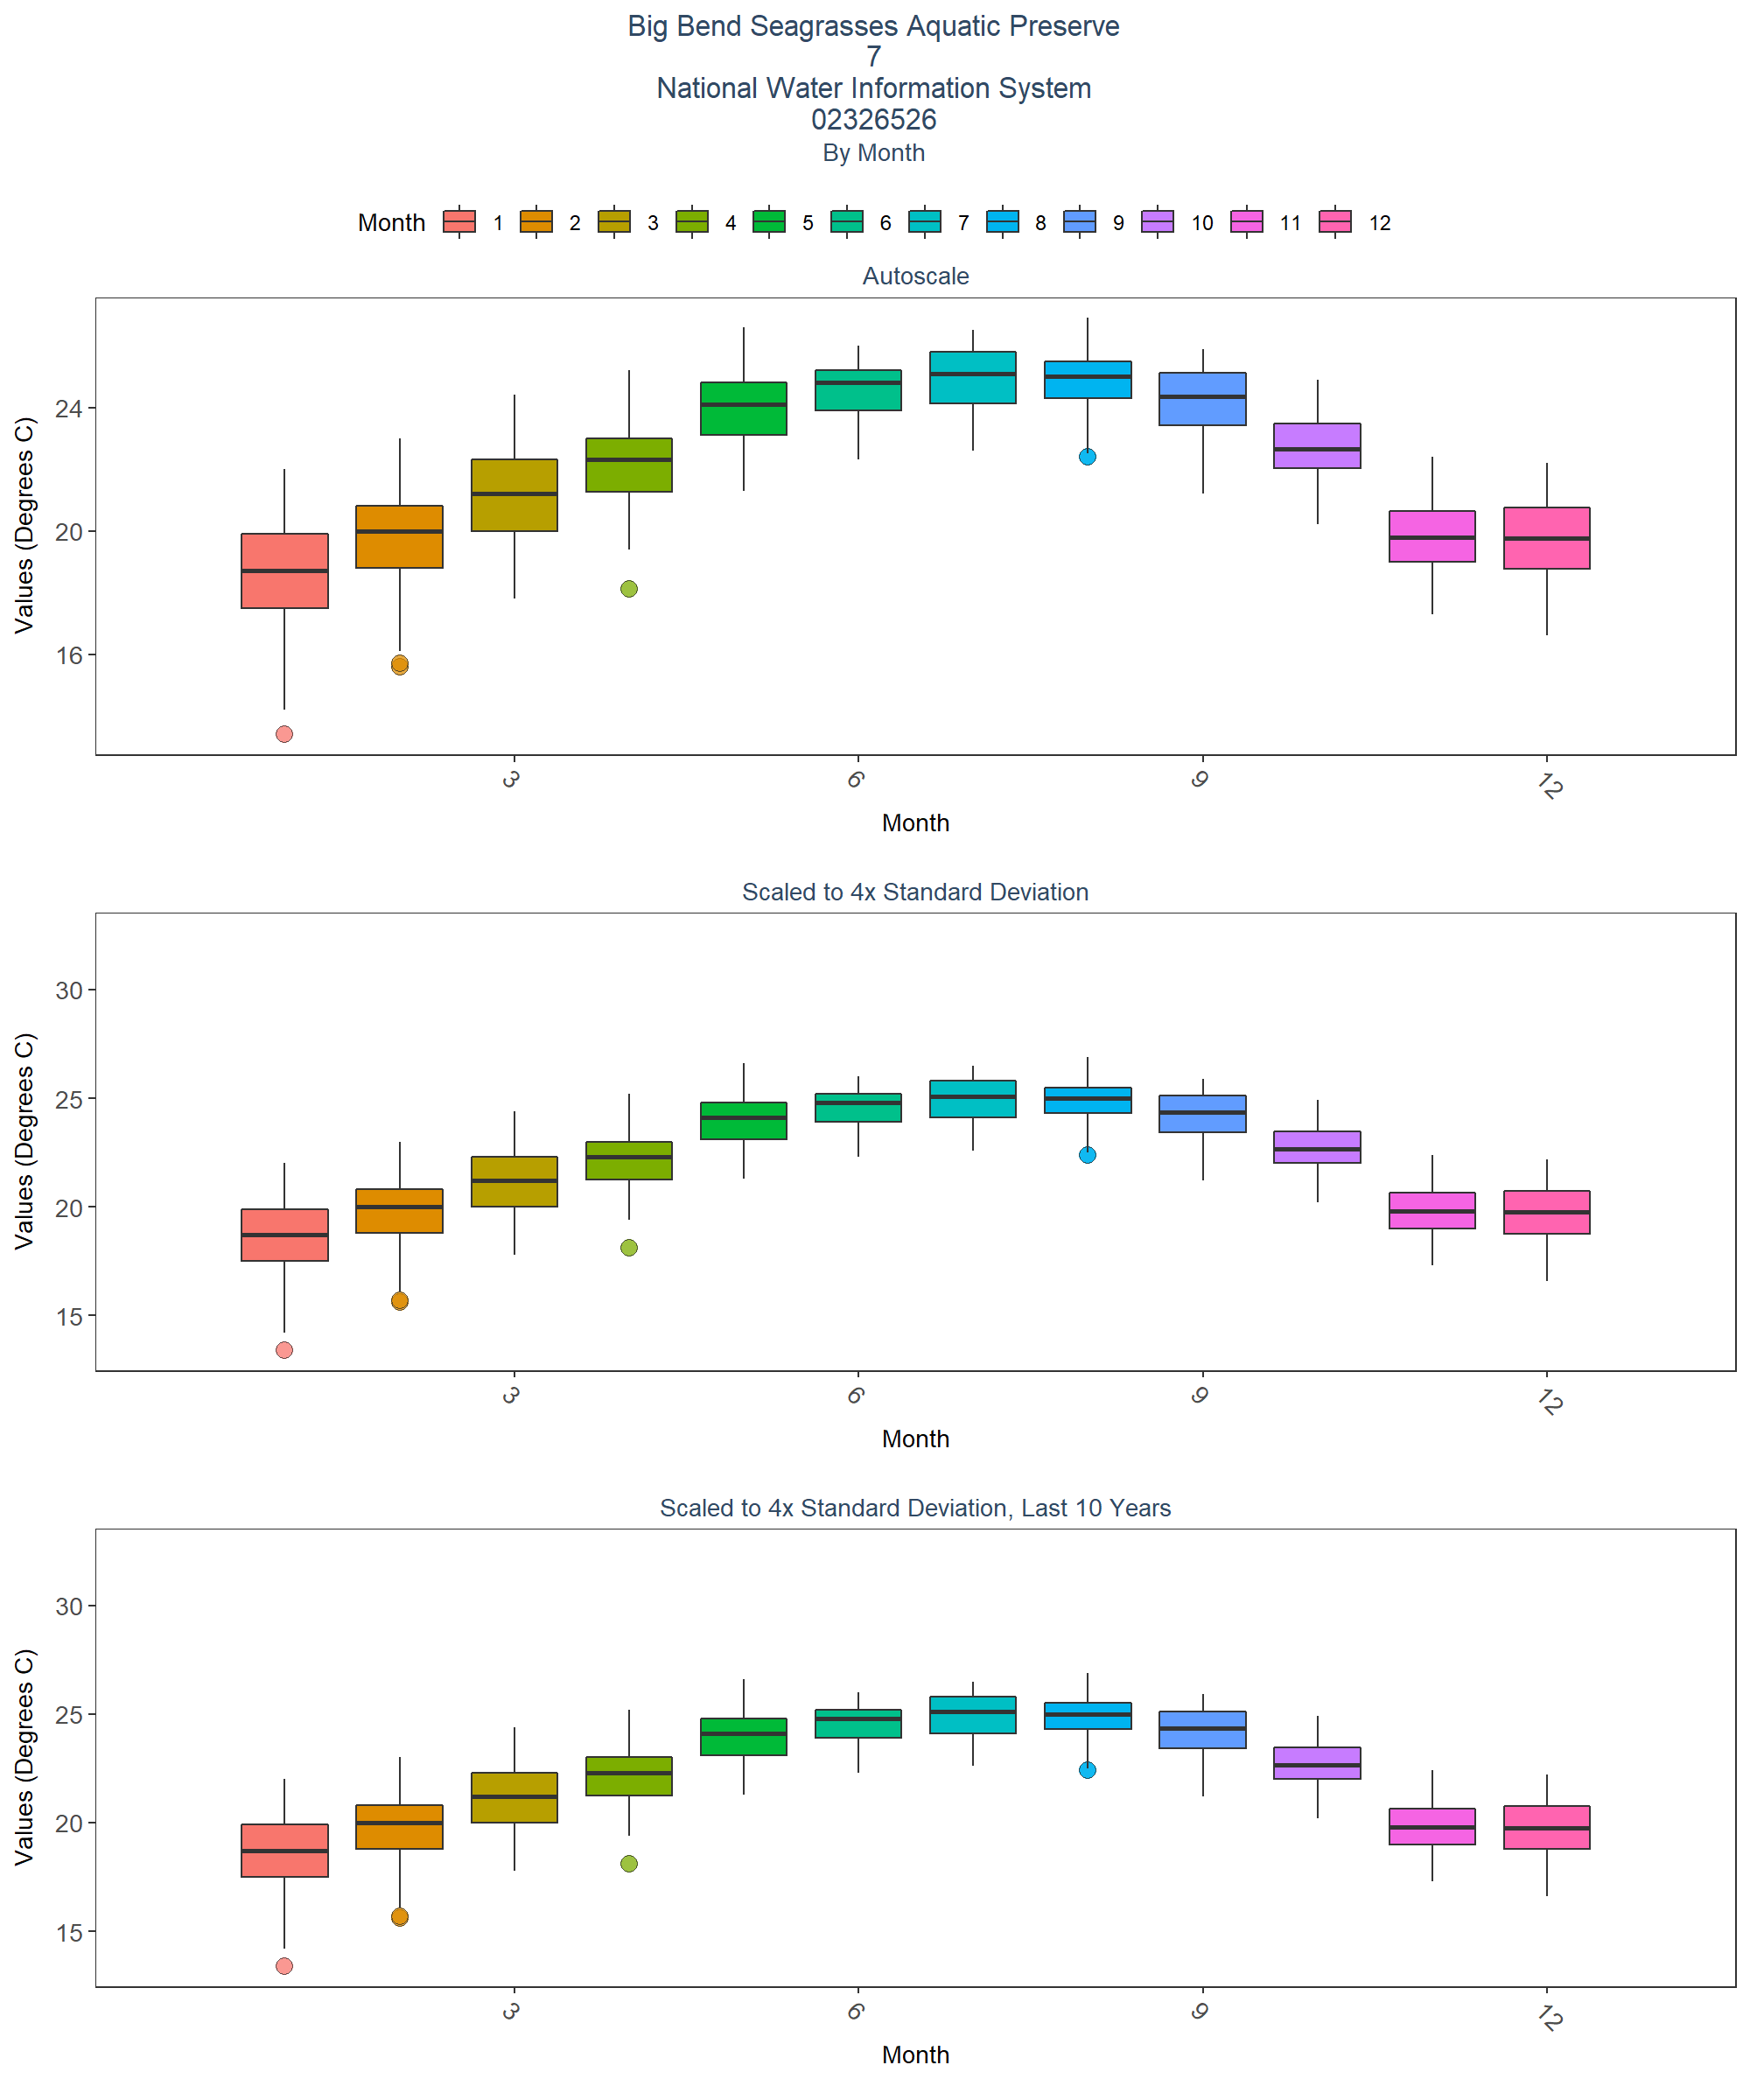 Big Bend Seagrasses Aquatic Preserve
7
National Water Information System
02326526
By Month
Month 1 2 3 4 5 6 7 8 9 10 11 12
Autoscale
Values (Degrees C)
24
20
16
3 6 9 12
Month
Scaled to 4x Standard Deviation
Values (Degrees C)
30
25
20
15
3 6 9 12
Month
Scaled to 4x Standard Deviation, Last 10 Years
Values (Degrees C)
30
25
20
15
3 6 9 12
Month